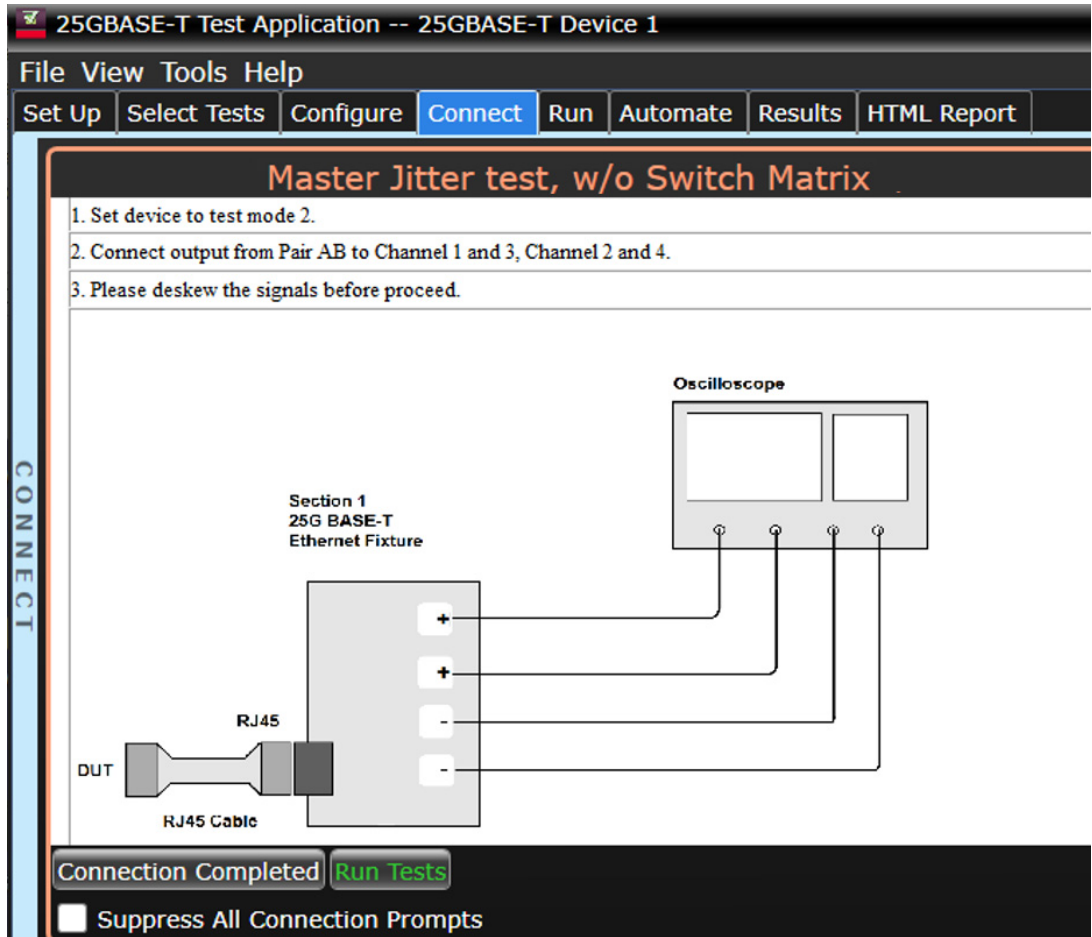 25GBASE-T Test Application -- 25GBASE-T Device 1
File View Tools Help
Set Up Select Tests Configure Connect Run Automate Results HTML Report
CONNECT
Master Jitter test, w/o Switch Matrix
1. Set device to test mode 2.
2. Connect output from Pair AB to Channel 1 and 3, Channel 2 and 4.
3. Please deskew the signals before proceed.
Oscilloscope
Section 1
25G BASE-T
Ethernet Fixture
+
+
-
-
RJ45
DUT
RJ45 Cable
Connection Completed Run Tests
Suppress All Connection Prompts